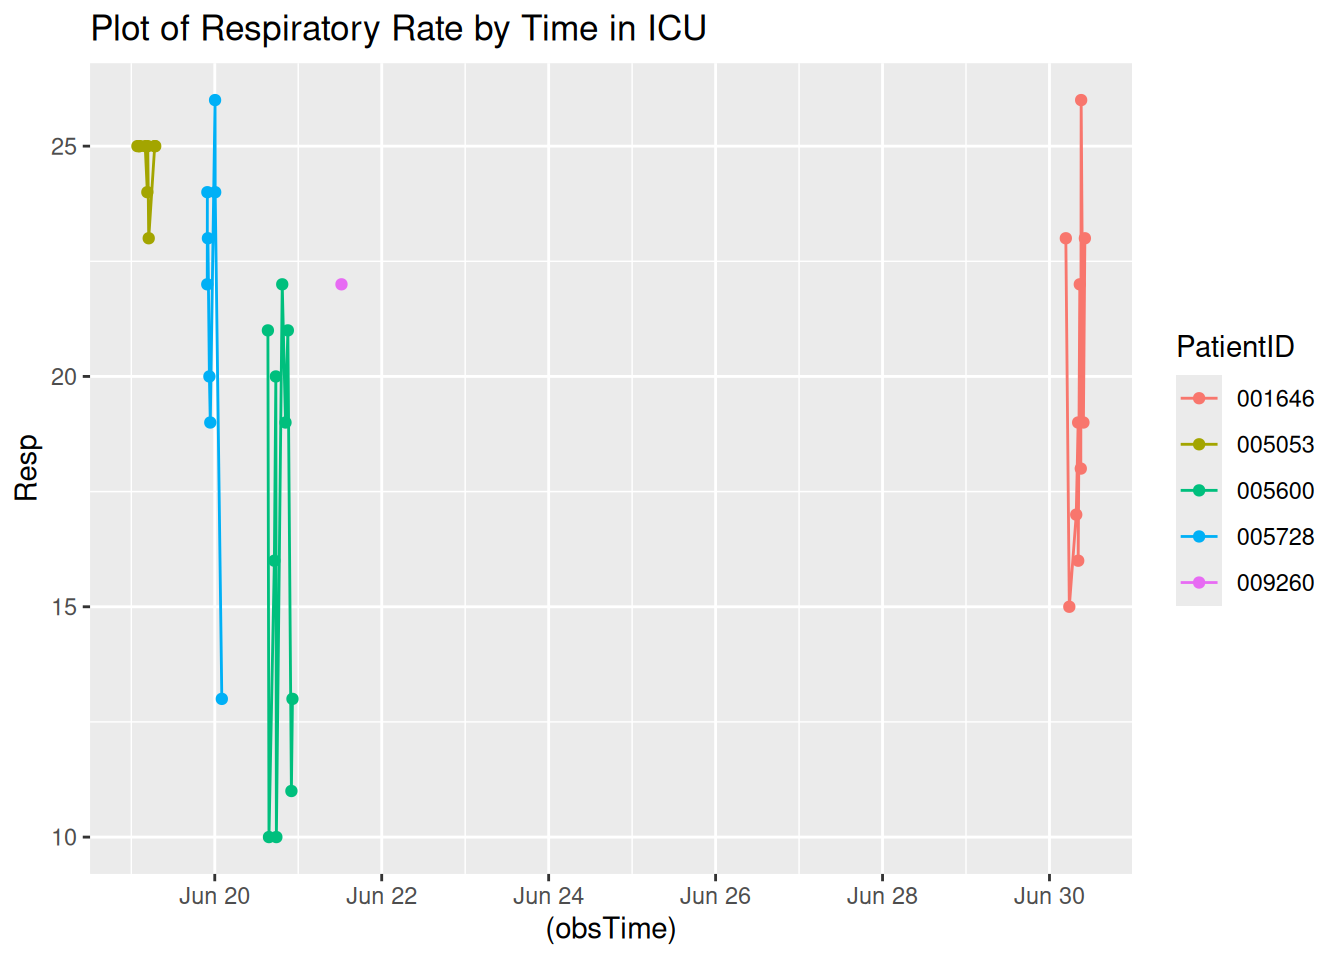 Plot of Respiratory Rate by Time in ICU
25
20
15
10
Resp
Jun 20 Jun 22 Jun 24 Jun 26 Jun 28 Jun 30
(obsTime)
PatientID
001646
005053
005600
005728
009260